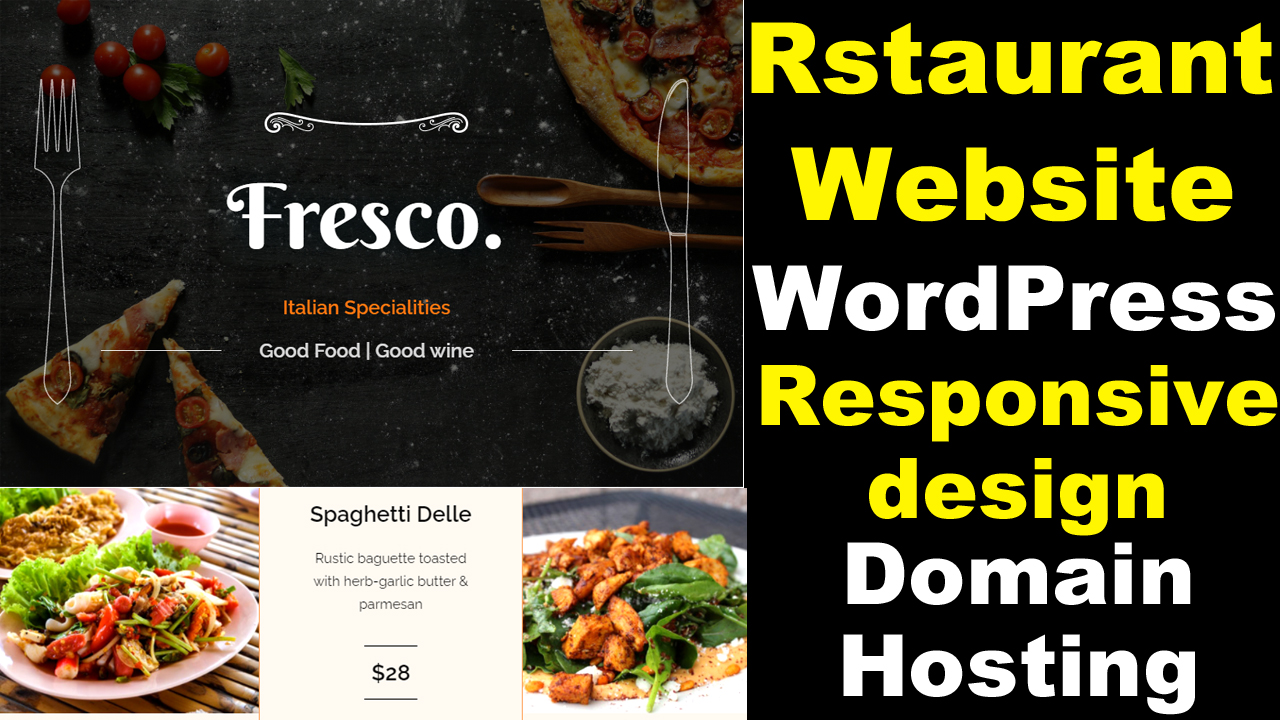 Fresco.
Italian Specialities
Good Food | Good wine
Spaghetti Delle
Rustic baguette toasted
with herb-garlic butter &
parmesan
$28
Rstaurant
Website
WordPress
Responsive
design
Domain
Hosting